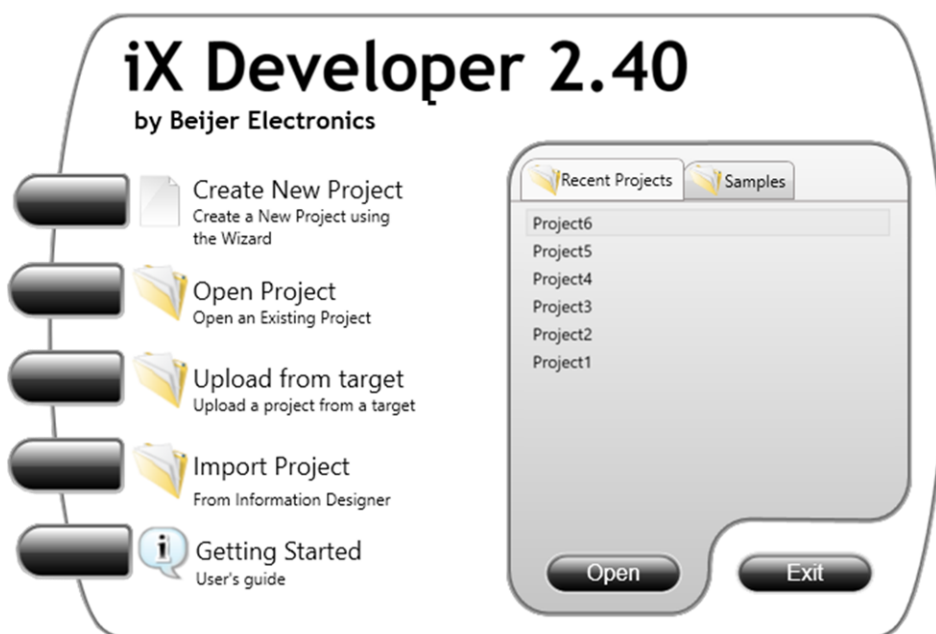 iX Developer 2.40
by Beijer Electronics
Create New Project
Create a New Project using
the Wizard
Open Project
Open an Existing Project
Upload from target
Upload a project from a target
Import Project
From Information Designer
Getting Started
User's guide
Recent Projects
Samples
Project6
Project5
Project4
Project3
Project2
Project1
Open
Exit